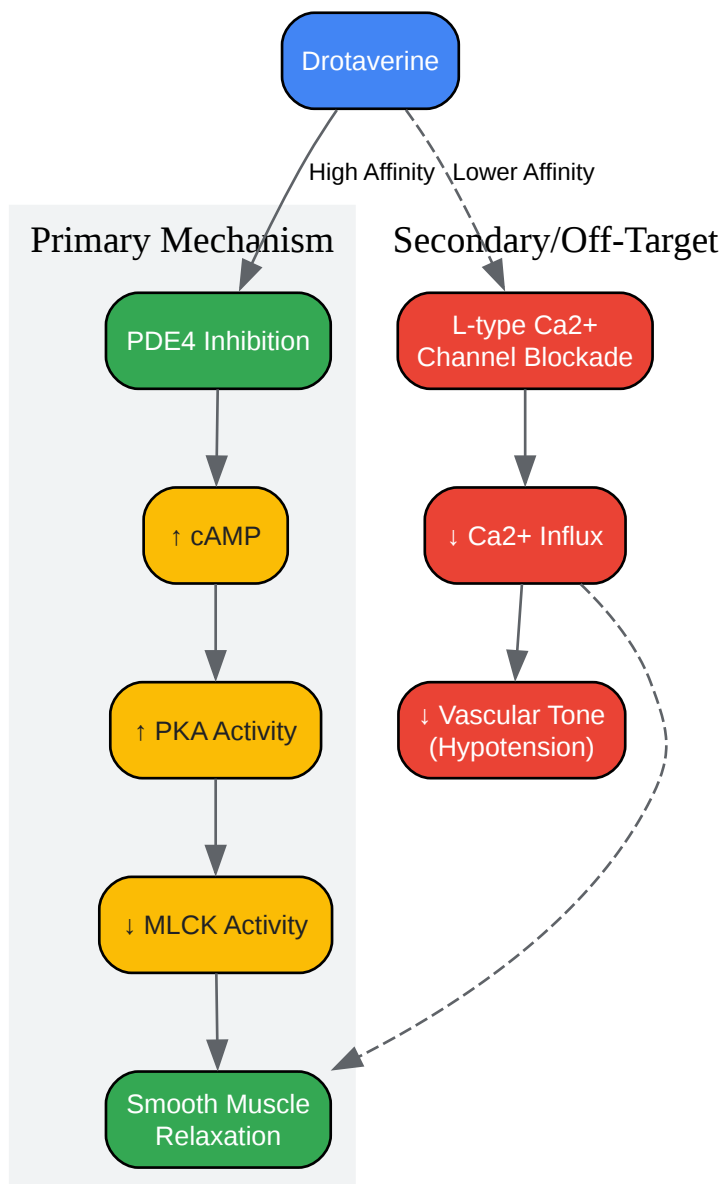 Drotaverine
High Affinity
Lower Affinity
Primary Mechanism
Secondary/Off-Target
PDE4 Inhibition
L-type Ca2+
Channel Blockade
↑ cAMP
↓ Ca2+ Influx
↑ PKA Activity
↓ Vascular Tone
(Hypotension)
↓ MLCK Activity
Smooth Muscle
Relaxation